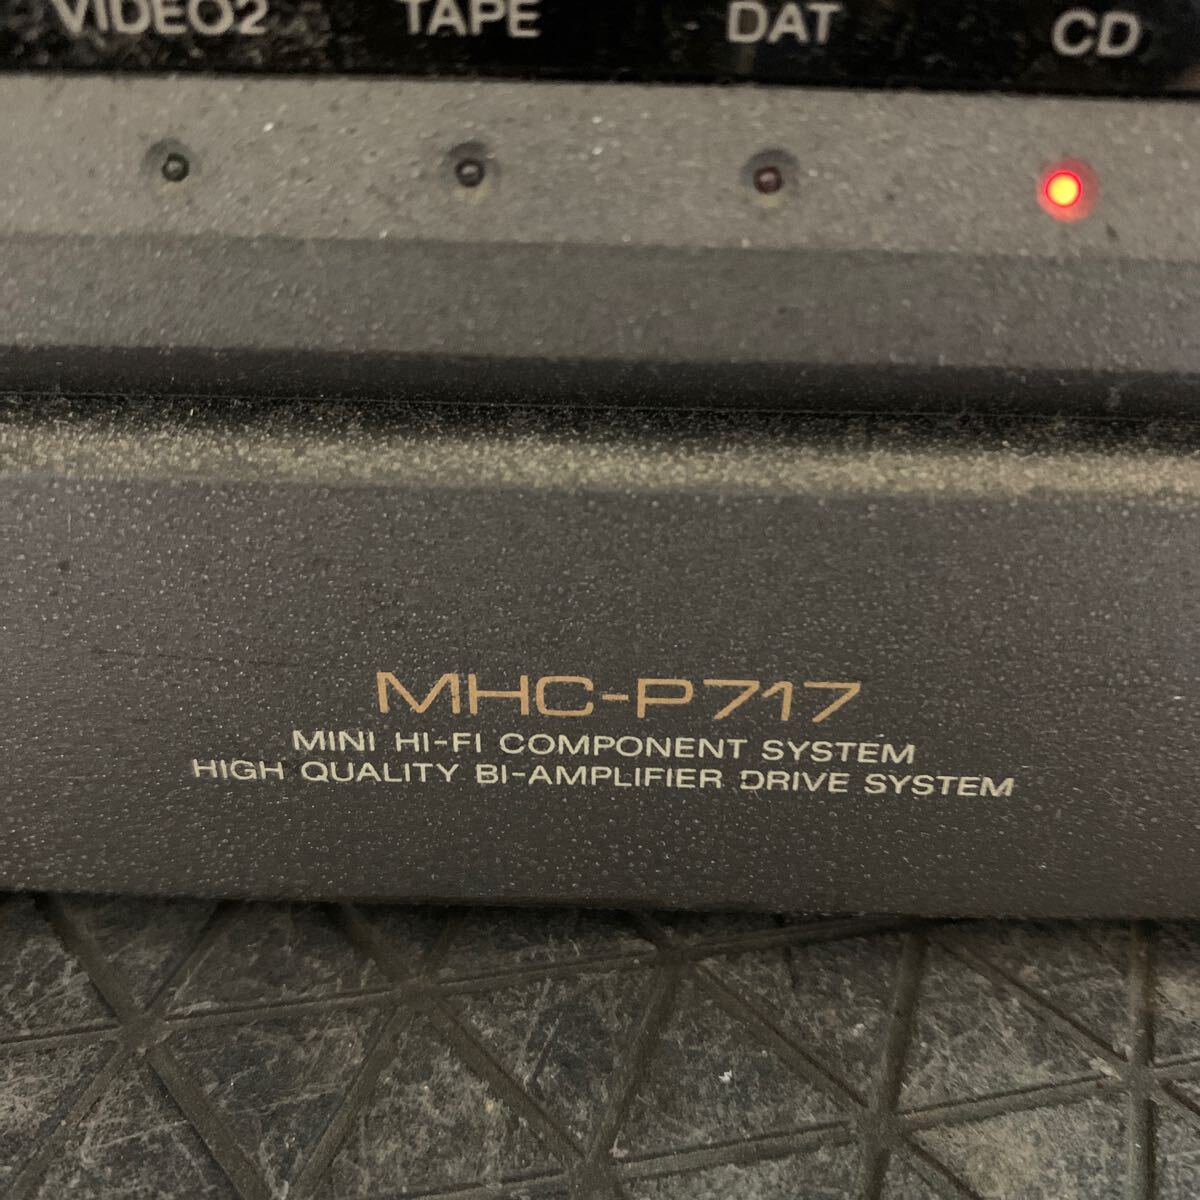 VIDEO2 TAPE DAT CD
MHC-P717
MINI HI-FI COMPONENT SYSTEM
HIGH QUALITY BI-AMPLIFIER DRIVE SYSTEM